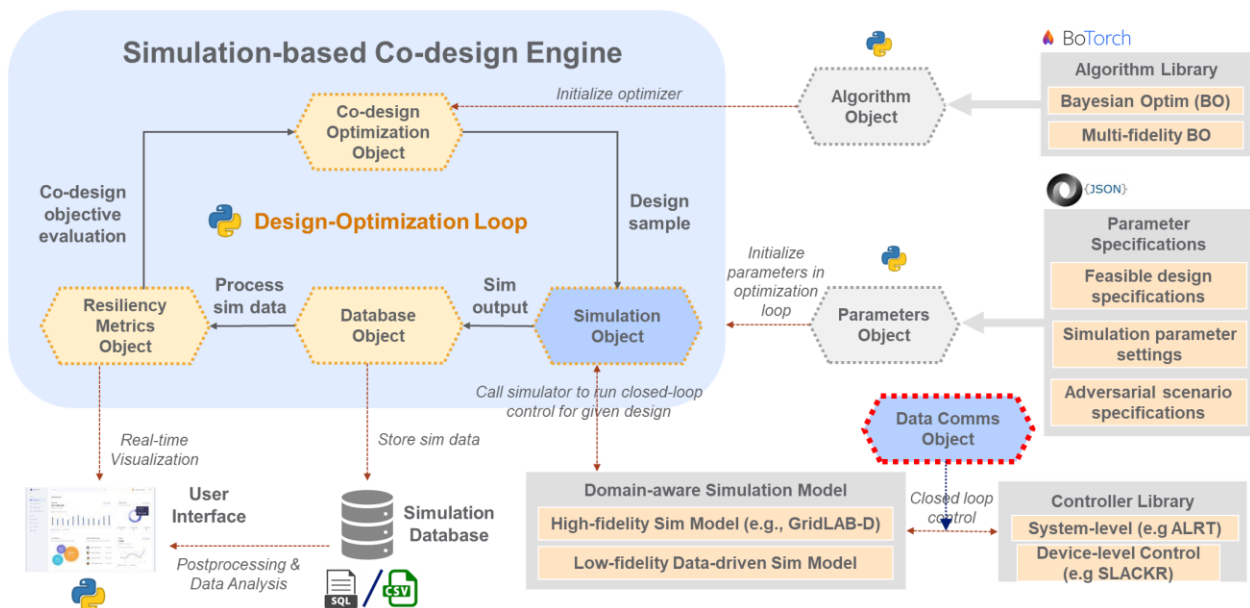 Simulation-based Co-design Engine
Co-design
Optimization
Object
Initialize optimizer
Algorithm
Object
BoTorch
Algorithm Library
Bayesian Optim (BO)
Multi-fidelity BO
Co-design
objective
evaluation
Design-Optimization Loop
Design
sample
{JSON}
Parameter
Specifications
Feasible design
specifications
Simulation parameter
settings
Adversarial scenario
specifications
Initialize
parameters in
optimization
loop
Parameters
Object
Resiliency
Metrics
Object
Process
sim data
Database
Object
Sim
output
Simulation
Object
Call simulator to run closed-loop
control for given design
Data Comms
Object
Real-time
Visualization
Store sim data
User
Interface
Simulation
Database
Postprocessing &
Data Analysis
SQL
CSV
Domain-aware Simulation Model
High-fidelity Sim Model (e.g., GridLAB-D)
Low-fidelity Data-driven Sim Model
Closed loop
control
Controller Library
System-level (e.g ALRT)
Device-level Control
(e.g SLACKR)